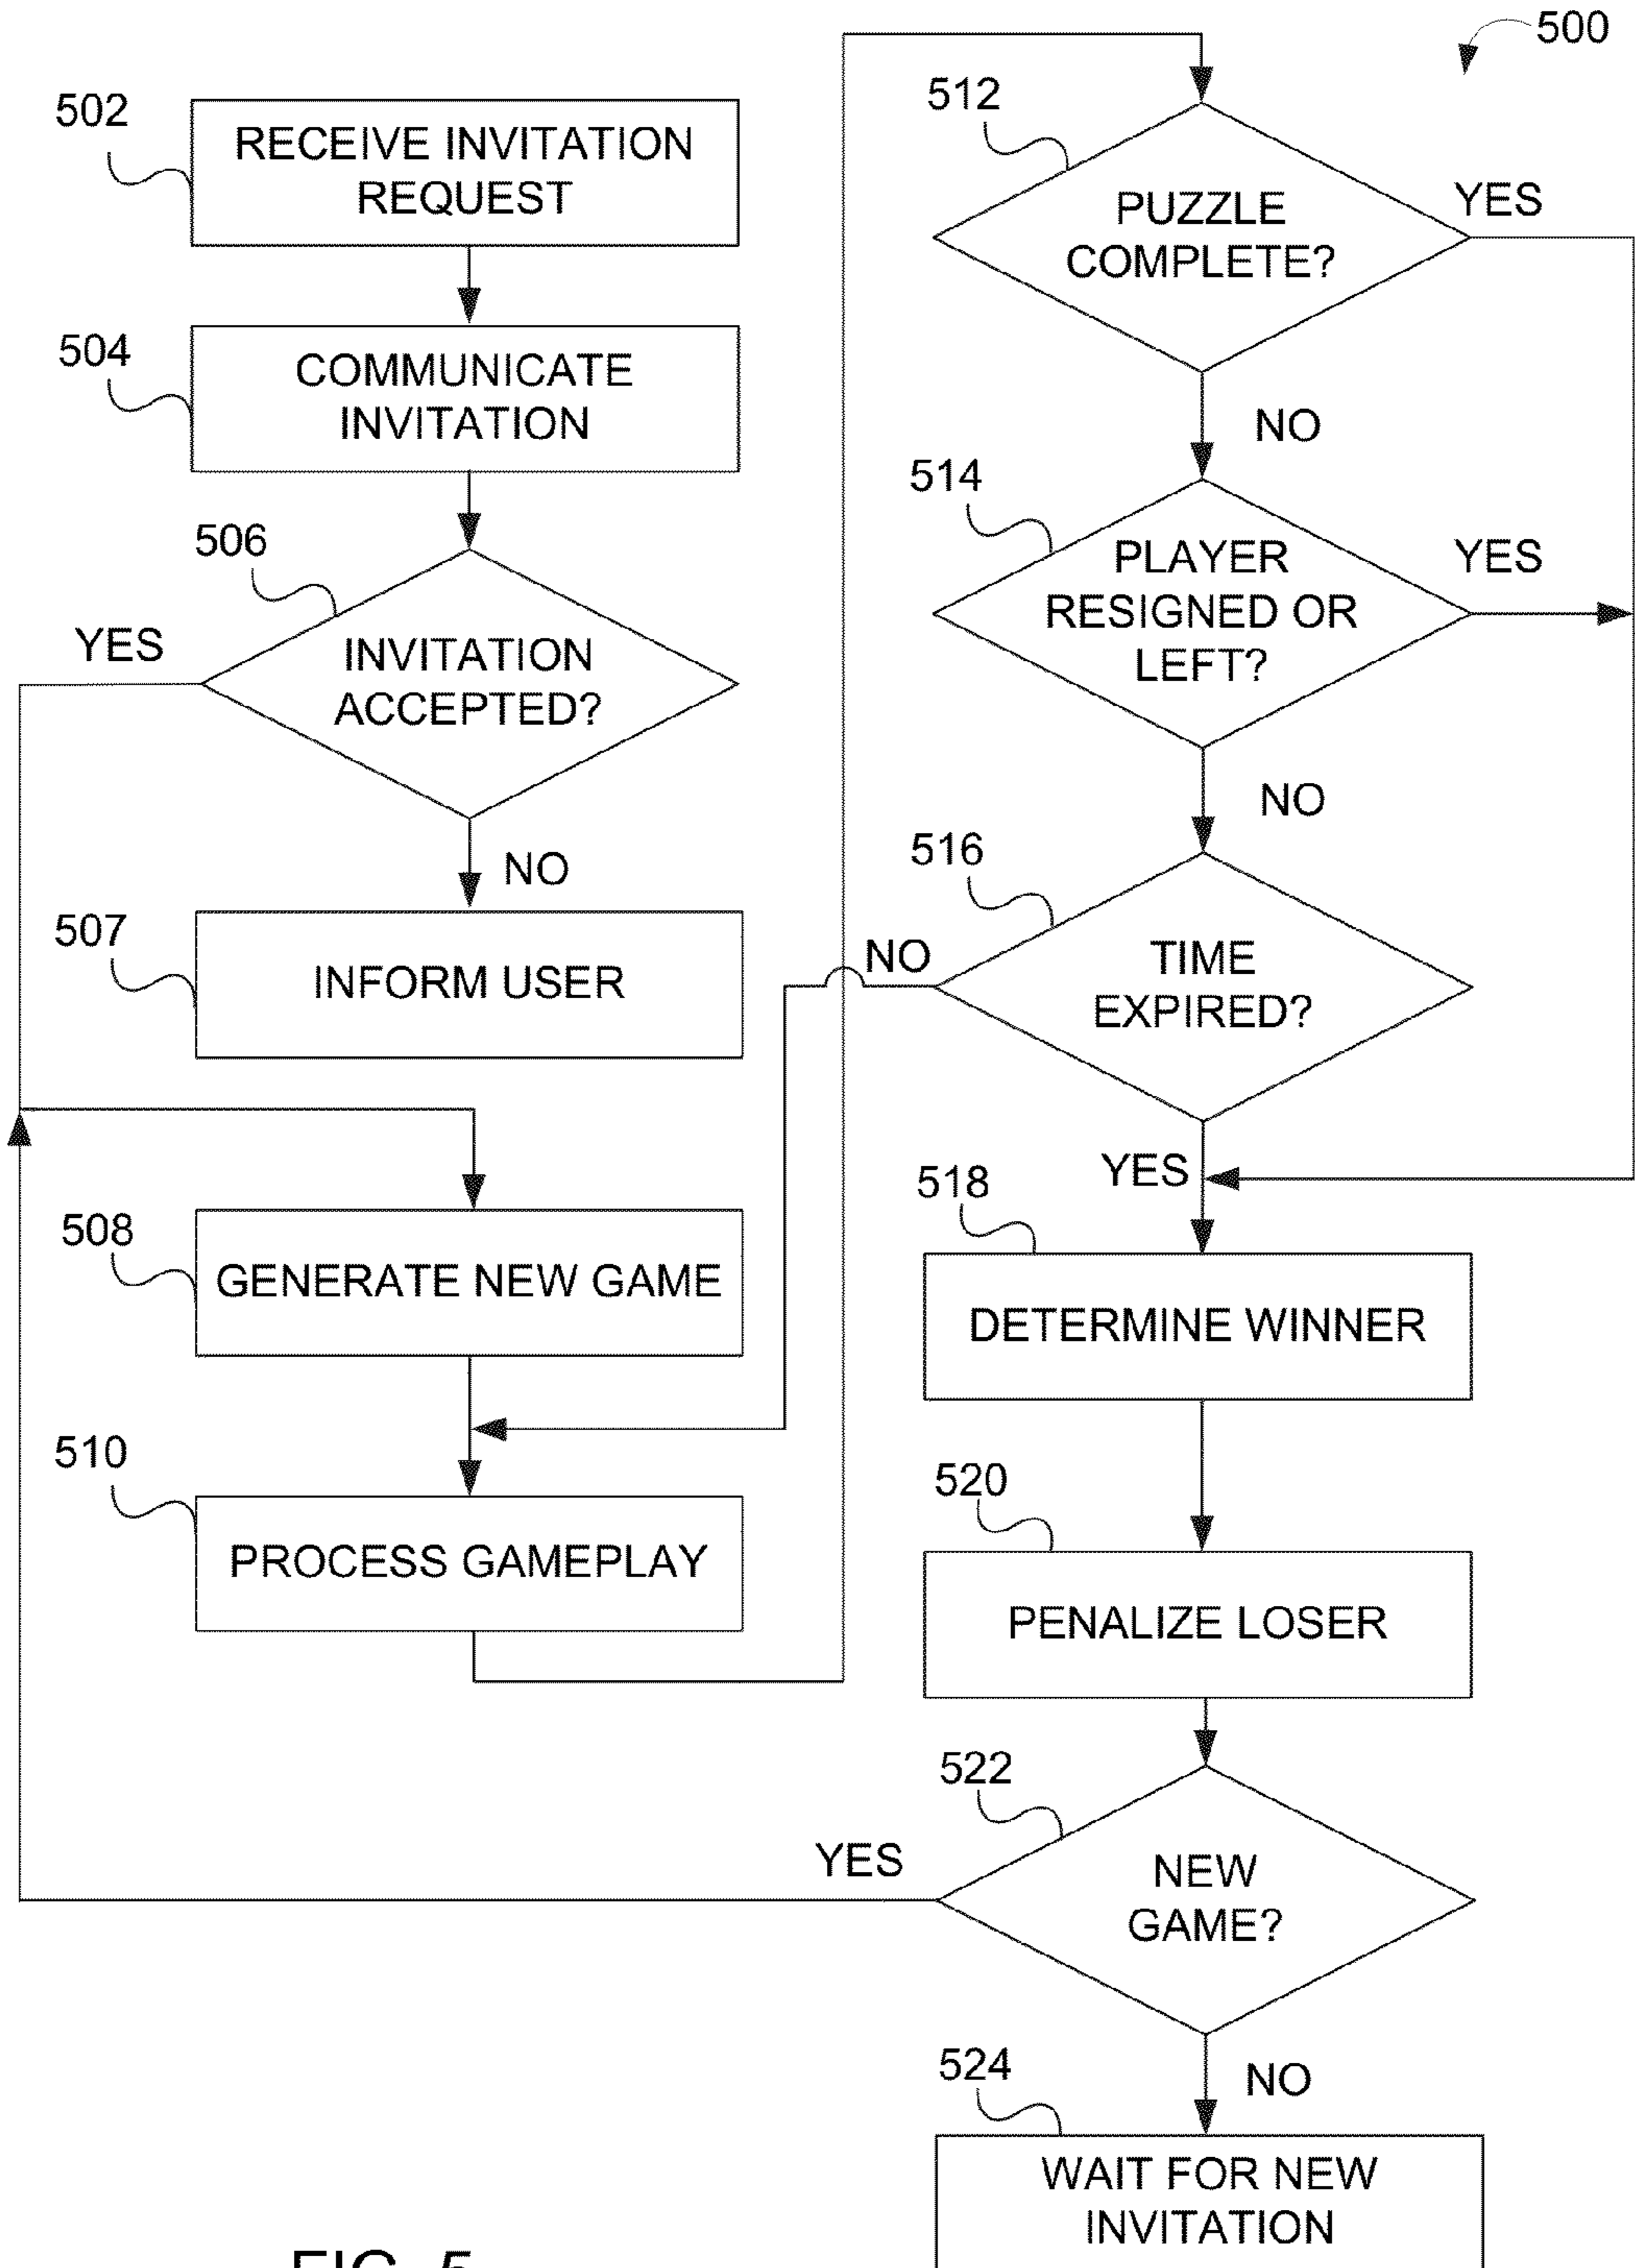 500
502
RECEIVE INVITATION
REQUEST
504
COMMUNICATE
INVITATION
506
YES
INVITATION
ACCEPTED?
NO
507
INFORM USER
508
GENERATE NEW GAME
510
PROCESS GAMEPLAY
512
PUZZLE
COMPLETE?
YES
NO
514
PLAYER
RESIGNED OR
LEFT?
YES
NO
516
NO
TIME
EXPIRED?
YES
518
DETERMINE WINNER
520
PENALIZE LOSER
522
YES
NEW
GAME?
NO
524
WAIT FOR NEW
INVITATION
FIG. 5